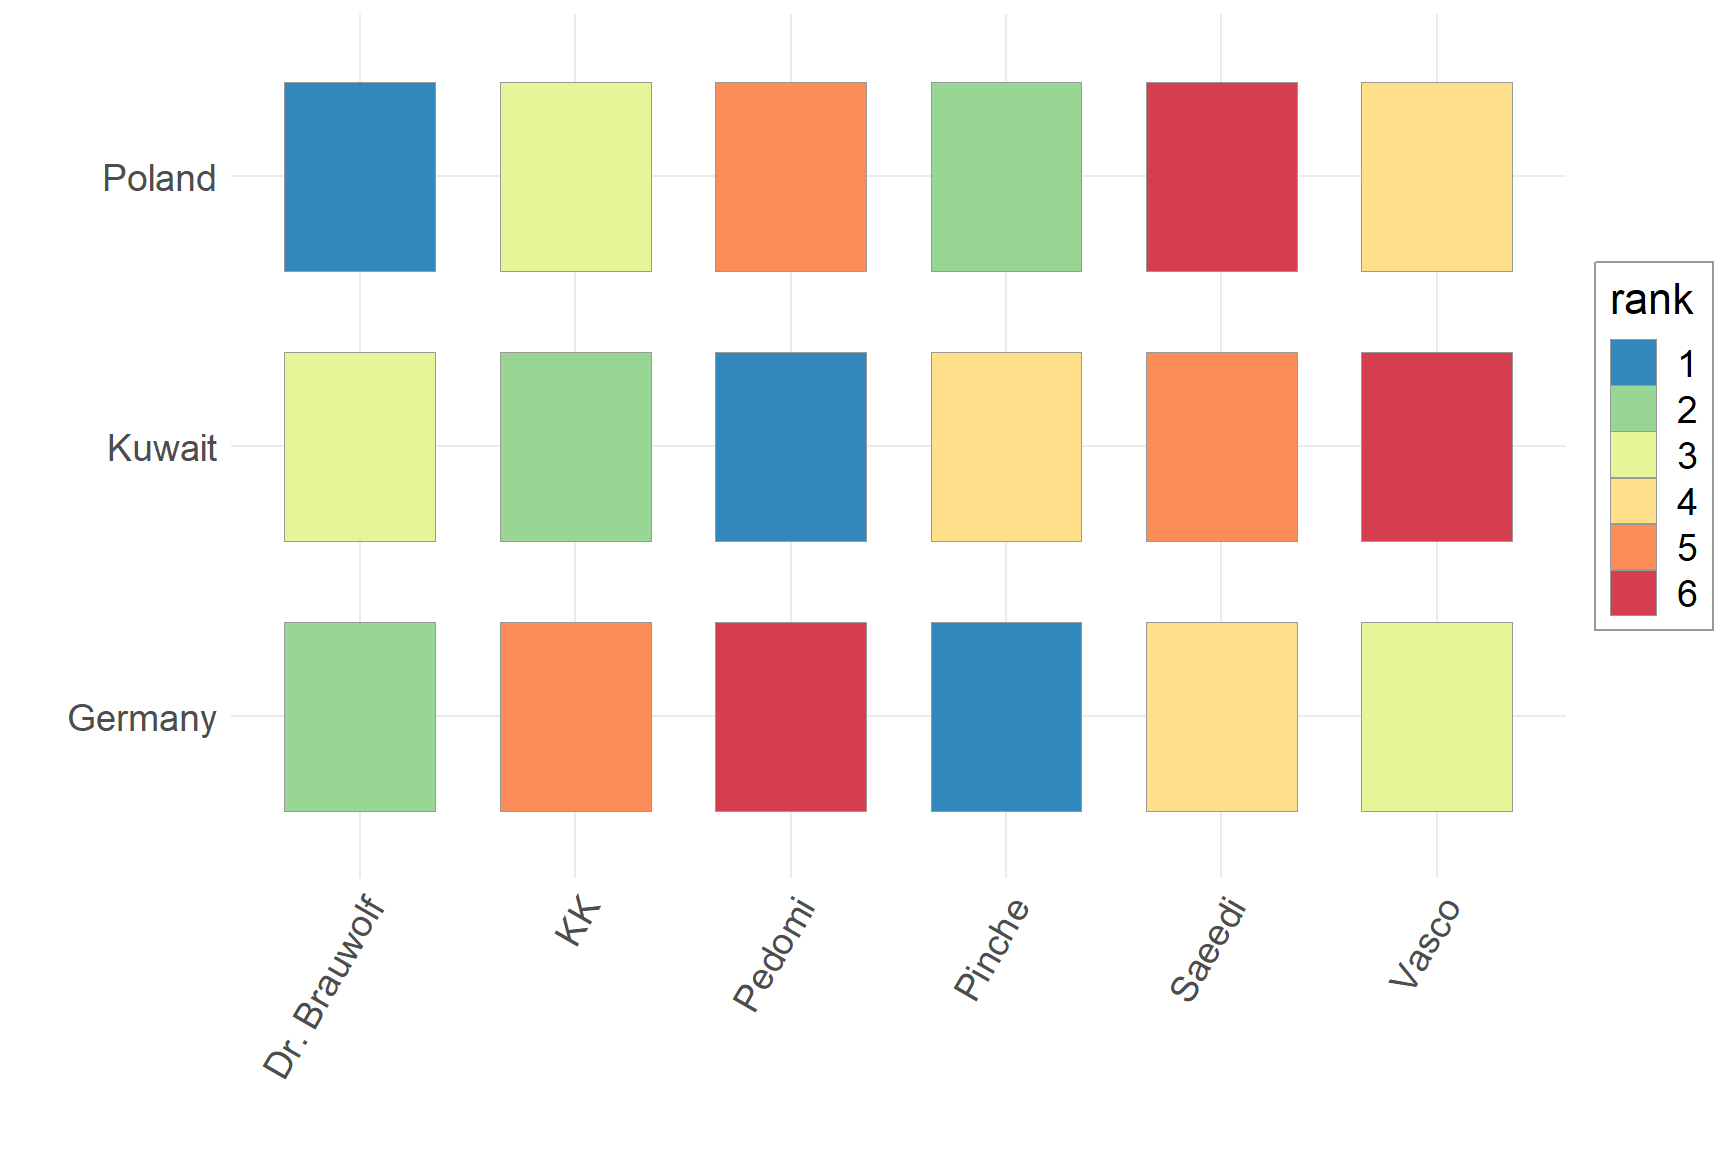 Poland
Kuwait
Germany
Dr. Brauwolf
KK
Pedomi
Pinche
Saeedi
Vasco
rank
1
2
3
4
5
6